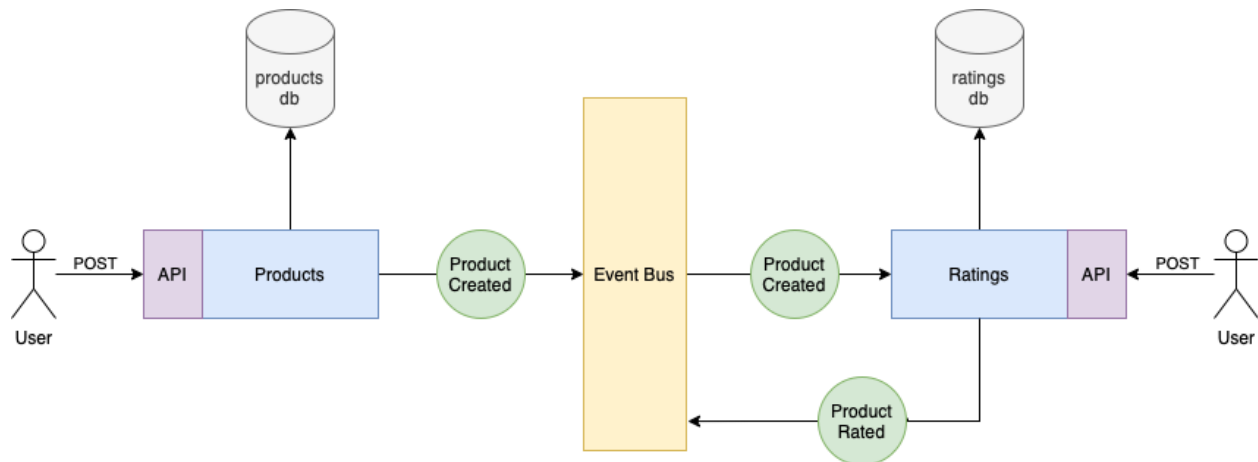 products
db
ratings
db
POST
API
Products
Product
Created
Event Bus
Product
Created
Ratings
API
POST
User
User
Product
Rated